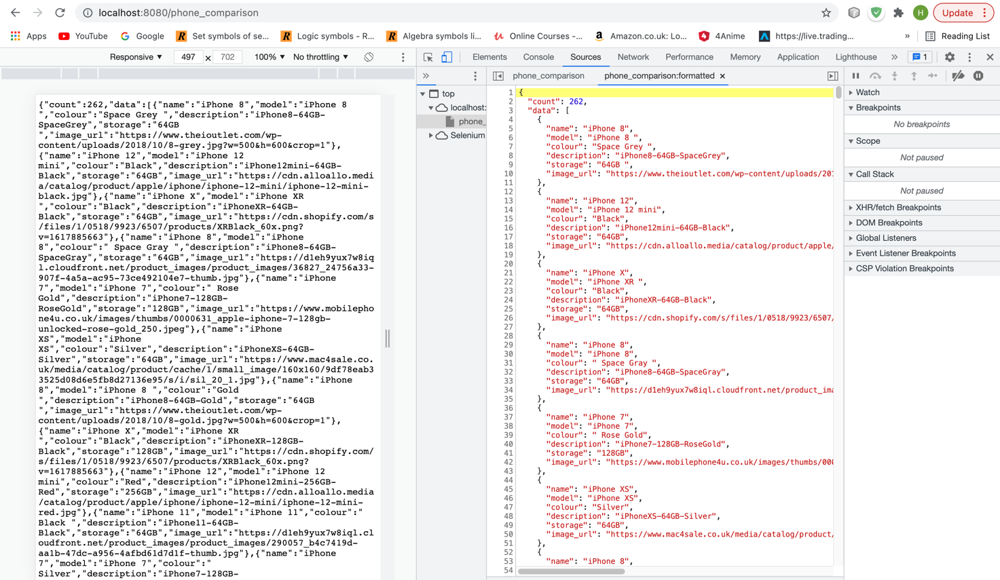 localhost:8080/phone_comparison
H
Update
Apps
YouTube
Google
Set symbols of se...
Logic symbols - R...
Algebra symbols li...
Online Courses -...
Amazon.co.uk: Lo...
4Anime
https://live.trading...
»
Reading List
Responsive ▼ 497 × 702 100% ▼ No throttling ▼
Elements Console Sources Network Performance Memory Application Lighthouse » 1
{"count":262,"data":[{"name":"iPhone 8","model":"iPhone 8
","colour":"Space Grey ","description":"iPhone8-64GB-
SpaceGrey","storage":"64GB
","image_url":"https://www.theioutlet.com/wp-
content/uploads/2018/10/8-grey.jpg?w=500&h=600&crop=1"},
{"name":"iPhone 12","model":"iPhone 12
mini","colour":"Black","description":"iPhone12mini-64GB-
Black","storage":"64GB","image_url":"https://cdn.alloallo.medi
a/catalog/product/apple/iphone/iphone-12-mini/iphone-12-mini-
black.jpg"},{"name":"iPhone X","model":"iPhone XR
","colour":"Black","description":"iPhoneXR-64GB-
Black","storage":"64GB","image_url":"https://cdn.shopify.com/s
/files/1/0518/9923/6507/products/XRBlack_60x.png?
v=1617885663"},{"name":"iPhone 8","model":"iPhone
8","colour":" Space Gray ","description":"iPhone8-64GB-
SpaceGray","storage":"64GB","image_url":"https://d1eh9yux7w8iq
l.cloudfront.net/product_images/product_images/36827_24756a33-
907f-4a5a-ac95-73ce492104e7-thumb.jpg"},{"name":"iPhone
7","model":"iPhone 7","colour":" Rose
Gold","description":"iPhone7-128GB-
RoseGold","storage":"128GB","image_url":"https://www.mobilepho
ne4u.co.uk/images/thumbs/0000631_apple-iphone-7-128gb-
unlocked-rose-gold_250.jpeg"},{"name":"iPhone
XS","model":"iPhone
XS","colour":"Silver","description":"iPhoneXS-64GB-
Silver","storage":"64GB","image_url":"https://www.mac4sale.co.
uk/media/catalog/product/cache/1/small_image/160x160/9df78eab3
3525d08d6e5fb8d27136e95/s/i/sil_20_1.jpg"},{"name":"iPhone
8","model":"iPhone 8 ","colour":"Gold
","description":"iPhone8-64GB-Gold","storage":"64GB
","image_url":"https://www.theioutlet.com/wp-
content/uploads/2018/10/8-gold.jpg?w=500&h=600&crop=1"},
{"name":"iPhone X","model":"iPhone XR
","colour":"Black","description":"iPhoneXR-128GB-
Black","storage":"128GB","image_url":"https://cdn.shopify.com/
s/files/1/0518/9923/6507/products/XRBlack_60x.png?
v=1617885663"},{"name":"iPhone 12","model":"iPhone 12
mini","colour":"Red","description":"iPhone12mini-256GB-
Red","storage":"256GB","image_url":"https://cdn.alloallo.media
/catalog/product/apple/iphone/iphone-12-mini/iphone-12-mini-
red.jpg"},{"name":"iPhone 11","model":"iPhone 11","colour":"
Black ","description":"iPhone11-64GB-
Black","storage":"64GB","image_url":"https://d1eh9yux7w8iql.cl
oudfront.net/product_images/product_images/290057_b4c7419d-
aa1b-47dc-a956-4afbd61d7d1f-thumb.jpg"},{"name":"iPhone
7","model":"iPhone 7","colour":"
Silver","description":"iPhone7-128GB-
»
top
localhost:
phone_
Selenium
phone_comparison phone_comparison:formatted ×
1 {
2 "count": 262,
3 "data": [
4 {
5 "name": "iPhone 8",
6 "model": "iPhone 8 ",
7 "colour": "Space Grey ",
8 "description": "iPhone8-64GB-SpaceGrey",
9 "storage": "64GB ",
10 "image_url": "https://www.theioutlet.com/wp-content/uploads/201
11 },
12 {
13 "name": "iPhone 12",
14 "model": "iPhone 12 mini",
15 "colour": "Black",
16 "description": "iPhone12mini-64GB-Black",
17 "storage": "64GB",
18 "image_url": "https://cdn.alloallo.media/catalog/product/apple/
19 },
20 {
21 "name": "iPhone X",
22 "model": "iPhone XR ",
23 "colour": "Black",
24 "description": "iPhoneXR-64GB-Black",
25 "storage": "64GB",
26 "image_url": "https://cdn.shopify.com/s/files/1/0518/9923/6507/
27 },
28 {
29 "name": "iPhone 8",
30 "model": "iPhone 8",
31 "colour": " Space Gray ",
32 "description": "iPhone8-64GB-SpaceGray",
33 "storage": "64GB",
34 "image_url": "https://d1eh9yux7w8iql.cloudfront.net/product_ima
35 },
36 {
37 "name": "iPhone 7",
38 "model": "iPhone 7",
39 "colour": " Rose Gold",
40 "description": "iPhone7-128GB-RoseGold",
41 "storage": "128GB",
42 "image_url": "https://www.mobilephone4u.co.uk/images/thumbs/000
43 },
44 {
45 "name": "iPhone XS",
46 "model": "iPhone XS",
47 "colour": "Silver",
48 "description": "iPhoneXS-64GB-Silver",
49 "storage": "64GB",
50 "image_url": "https://www.mac4sale.co.uk/media/catalog/product/
51 },
52 {
53 "name": "iPhone 8",
54
Watch
Breakpoints
No breakpoints
Scope
Not paused
Call Stack
Not paused
XHR/fetch Breakpoints
DOM Breakpoints
Global Listeners
Event Listener Breakpoints
CSP Violation Breakpoints